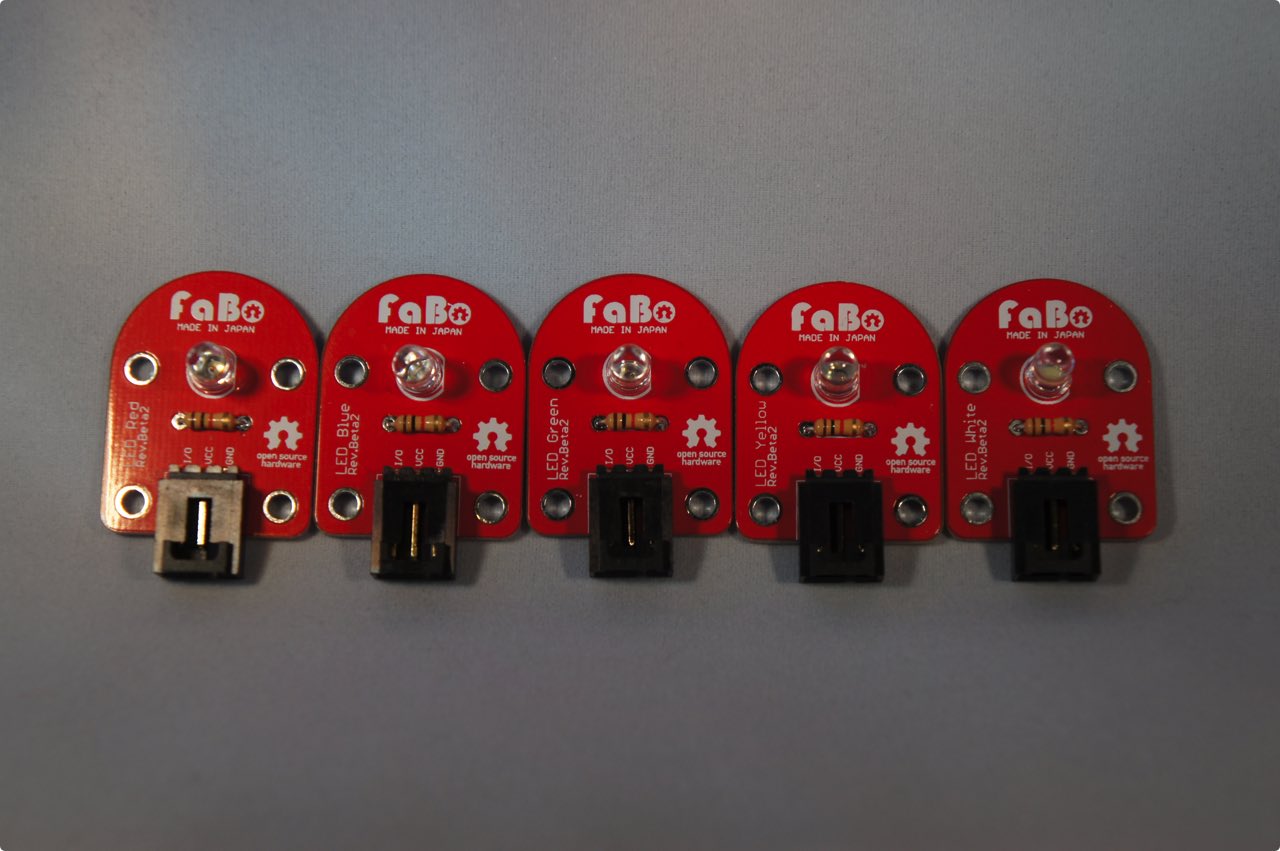 FaBo
MADE IN JAPAN
LED Red
Rev.Beta2
I/O
VCC
GND
open source
hardware
FaBo
MADE IN JAPAN
LED Blue
Rev.Beta2
I/O
VCC
GND
open source
hardware
FaBo
MADE IN JAPAN
LED Green
Rev.Beta2
I/O
VCC
GND
open source
hardware
FaBo
MADE IN JAPAN
LED Yellow
Rev.Beta2
I/O
VCC
GND
open source
hardware
FaBo
MADE IN JAPAN
LED White
Rev.Beta2
I/O
VCC
GND
open source
hardware